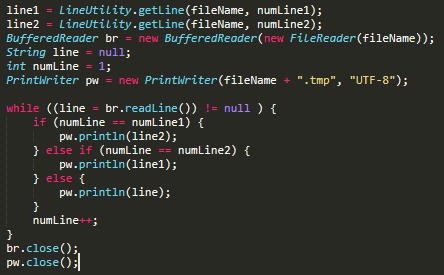 line1 = LineUtility.getLine(fileName, numLine1);
line2 = LineUtility.getLine(fileName, numLine2);
BufferedReader br = new BufferedReader(new FileReader(fileName));
String line = null;
int numLine = 1;
PrintWriter pw = new PrintWriter(fileName + ".tmp", "UTF-8");

while ((line = br.readLine()) != null ) {
    if (numLine == numLine1) {
        pw.println(line2);
    } else if (numLine == numLine2) {
        pw.println(line1);
    } else {
        pw.println(line);
    }
    numLine++;
}
br.close();
pw.close();